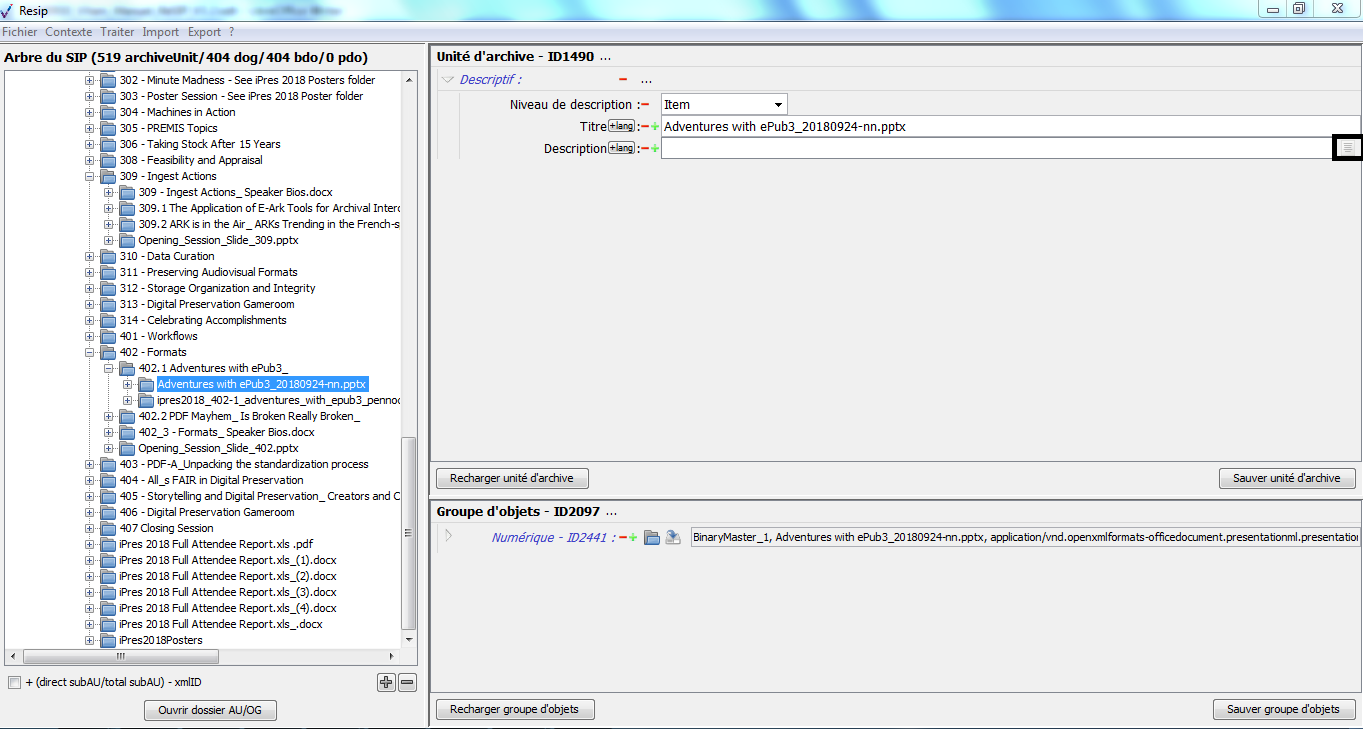 Resip
Fichier Contexte Traiter Import Export ?
Arbre du SIP (519 archiveUnit/404 dog/404 bdo/0 pdo)
302 - Minute Madness - See iPres 2018 Posters folder
303 - Poster Session - See iPres 2018 Poster folder
304 - Machines in Action
305 - PREMIS Topics
306 - Taking Stock After 15 Years
308 - Feasibility and Appraisal
309 - Ingest Actions
309 - Ingest Actions_ Speaker Bios.docx
309.1 The Application of E-Ark Tools for Archival Interc
309.2 ARK is in the Air_ ARKs Trending in the French-s
Opening_Session_Slide_309.pptx
310 - Data Curation
311 - Preserving Audiovisual Formats
312 - Storage Organization and Integrity
313 - Digital Preservation Gameroom
314 - Celebrating Accomplishments
401 - Workflows
402 - Formats
402.1 Adventures with ePub3_
Adventures with ePub3_20180924-nn.pptx
ipres2018_402-1_adventures_with_epub3_pennoc
402.2 PDF Mayhem_ Is Broken Really Broken_
402_3 - Formats_ Speaker Bios.docx
Opening_Session_Slide_402.pptx
403 - PDF-A_Unpacking the standardization process
404 - All_s FAIR in Digital Preservation
405 - Storytelling and Digital Preservation_ Creators and C
406 - Digital Preservation Gameroom
407 Closing Session
iPres 2018 Full Attendee Report.xls .pdf
iPres 2018 Full Attendee Report.xls_(1).docx
iPres 2018 Full Attendee Report.xls_(2).docx
iPres 2018 Full Attendee Report.xls_(3).docx
iPres 2018 Full Attendee Report.xls_(4).docx
iPres 2018 Full Attendee Report.xls_.docx
iPres2018Posters
+ (direct subAU/total subAU) - xmlID
Ouvrir dossier AU/OG
Unité d'archive - ID1490 ...
Descriptif : ...
Niveau de description : Item
Titre +lang : Adventures with ePub3_20180924-nn.pptx
Description +lang :
Recharger unité d'archive
Sauver unité d'archive
Groupe d'objets - ID2097 ...
Numérique - ID2441 : BinaryMaster_1, Adventures with ePub3_20180924-nn.pptx, application/vnd.openxmlformats-officedocument.presentationml.presentation
Recharger groupe d'objets
Sauver groupe d'objets